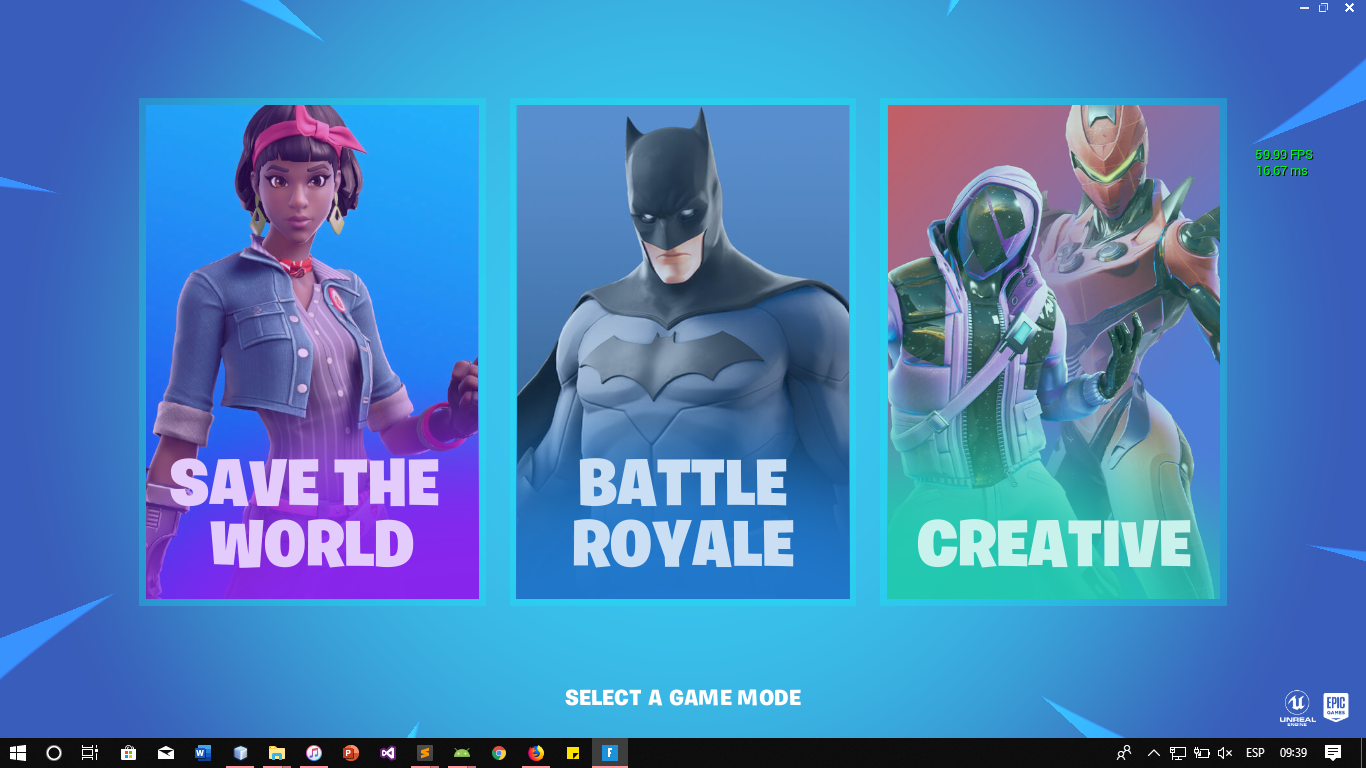 59.99 FPS
16.67 ms
SAVE THE
WORLD
BATTLE
ROYALE
CREATIVE
SELECT A GAME MODE
UNREAL
ENGINE
EPIC
GAMES
ESP
09:39